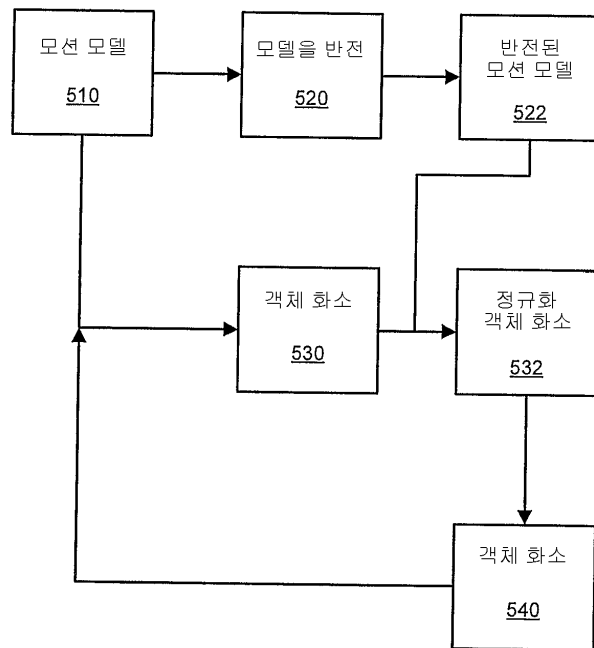 모션 모델
510
모델을 반전
520
반전된
모션 모델
522
객체 화소
530
정규화
객체 화소
532
객체 화소
540